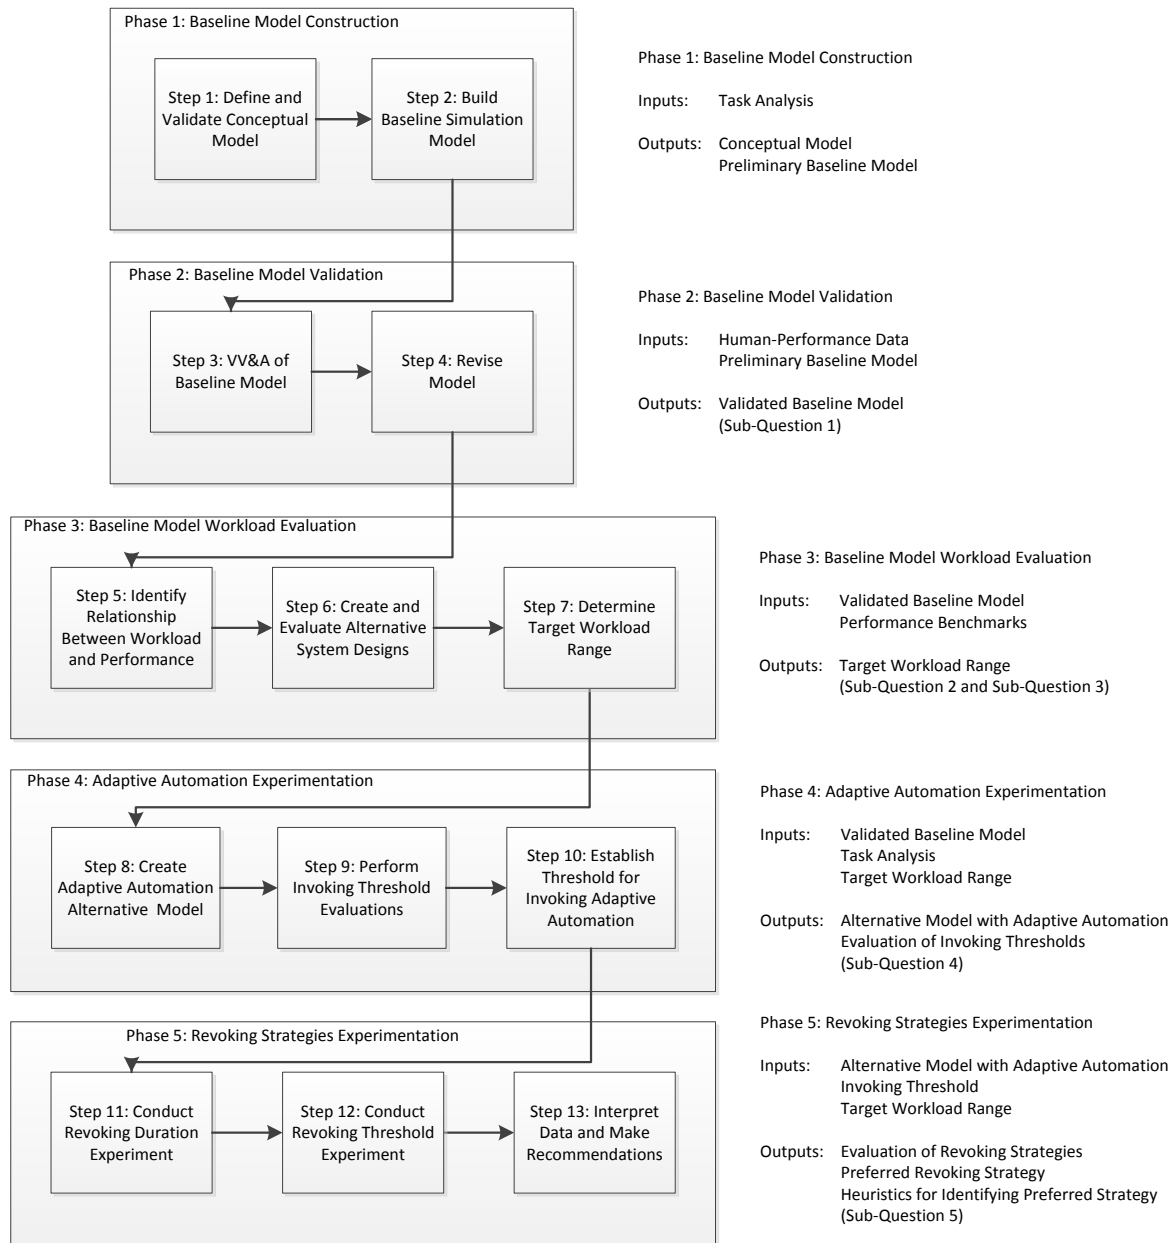 Phase 1: Baseline Model Construction
Step 1: Define and
Validate Conceptual
Model
Step 2: Build
Baseline Simulation
Model
Phase 1: Baseline Model Construction
Inputs: Task Analysis
Outputs: Conceptual Model
Preliminary Baseline Model
Phase 2: Baseline Model Validation
Step 3: VV&A of
Baseline Model
Step 4: Revise
Model
Phase 2: Baseline Model Validation
Inputs: Human-Performance Data
Preliminary Baseline Model
Outputs: Validated Baseline Model
(Sub-Question 1)
Phase 3: Baseline Model Workload Evaluation
Step 5: Identify
Relationship
Between Workload
and Performance
Step 6: Create and
Evaluate Alternative
System Designs
Step 7: Determine
Target Workload
Range
Phase 3: Baseline Model Workload Evaluation
Inputs: Validated Baseline Model
Performance Benchmarks
Outputs: Target Workload Range
(Sub-Question 2 and Sub-Question 3)
Phase 4: Adaptive Automation Experimentation
Step 8: Create
Adaptive Automation
Alternative Model
Step 9: Perform
Invoking Threshold
Evaluations
Step 10: Establish
Threshold for
Invoking Adaptive
Automation
Phase 4: Adaptive Automation Experimentation
Inputs: Validated Baseline Model
Task Analysis
Target Workload Range
Outputs: Alternative Model with Adaptive Automation
Evaluation of Invoking Thresholds
(Sub-Question 4)
Phase 5: Revoking Strategies Experimentation
Step 11: Conduct
Revoking Duration
Experiment
Step 12: Conduct
Revoking Threshold
Experiment
Step 13: Interpret
Data and Make
Recommendations
Phase 5: Revoking Strategies Experimentation
Inputs: Alternative Model with Adaptive Automation
Invoking Threshold
Target Workload Range
Outputs: Evaluation of Revoking Strategies
Preferred Revoking Strategy
Heuristics for Identifying Preferred Strategy
(Sub-Question 5)